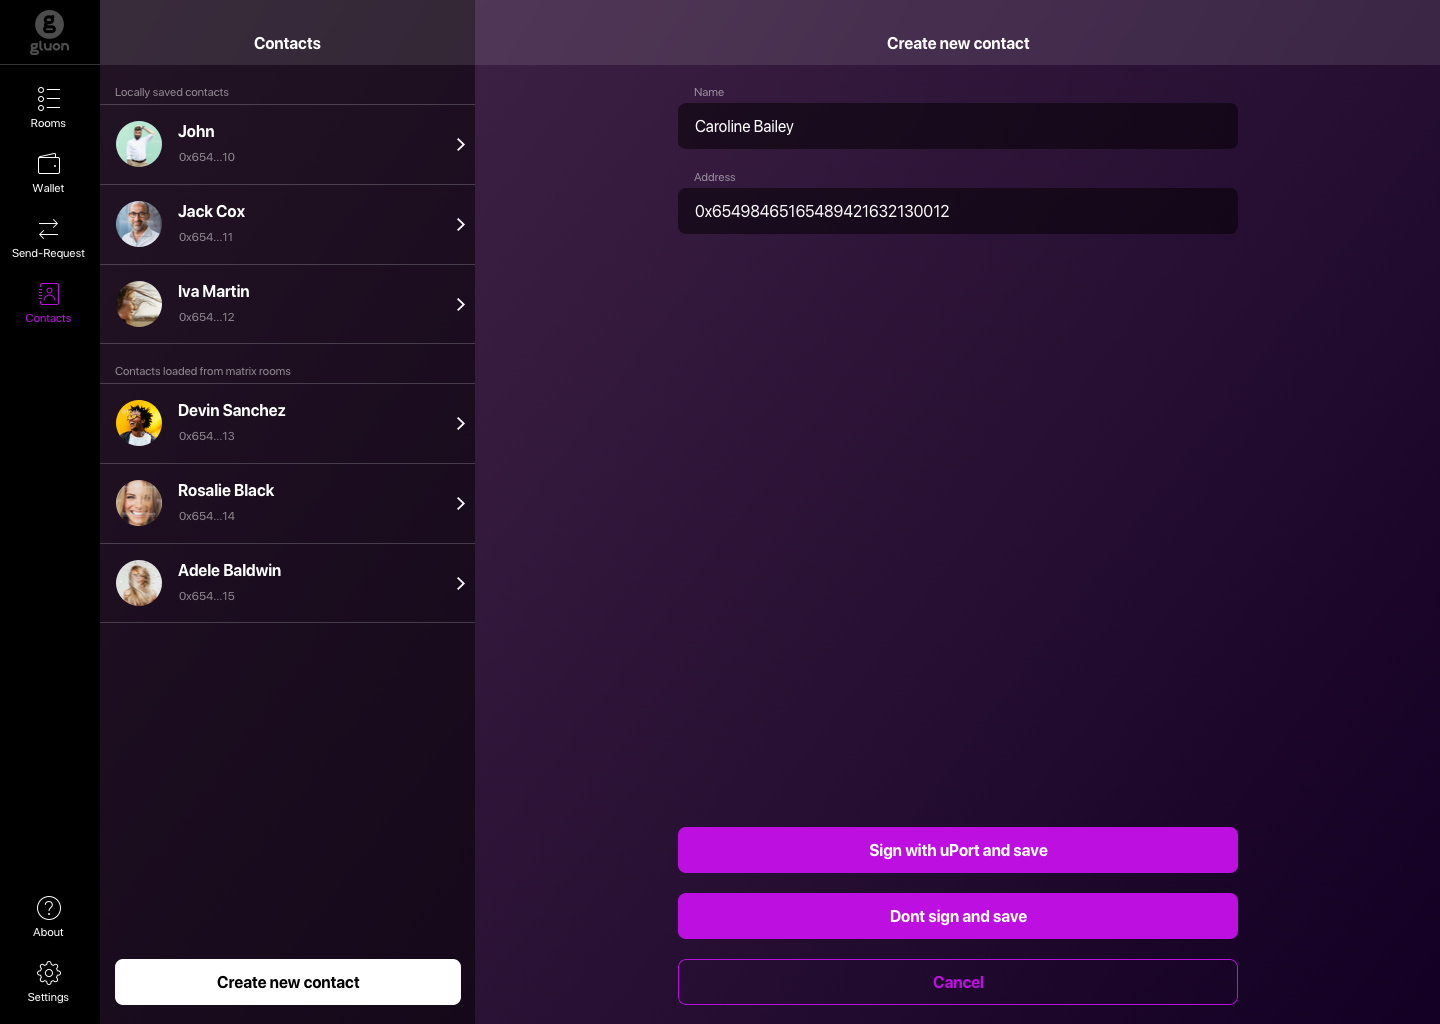 gluon
Rooms
Wallet
Send-Request
Contacts
About
Settings
Contacts
Locally saved contacts
John
0x654...10
Jack Cox
0x654...11
Iva Martin
0x654...12
Contacts loaded from matrix rooms
Devin Sanchez
0x654...13
Rosalie Black
0x654...14
Adele Baldwin
0x654...15
Create new contact
Create new contact
Name
Caroline Bailey
Address
0x65498465165489421632130012
Sign with uPort and save
Dont sign and save
Cancel